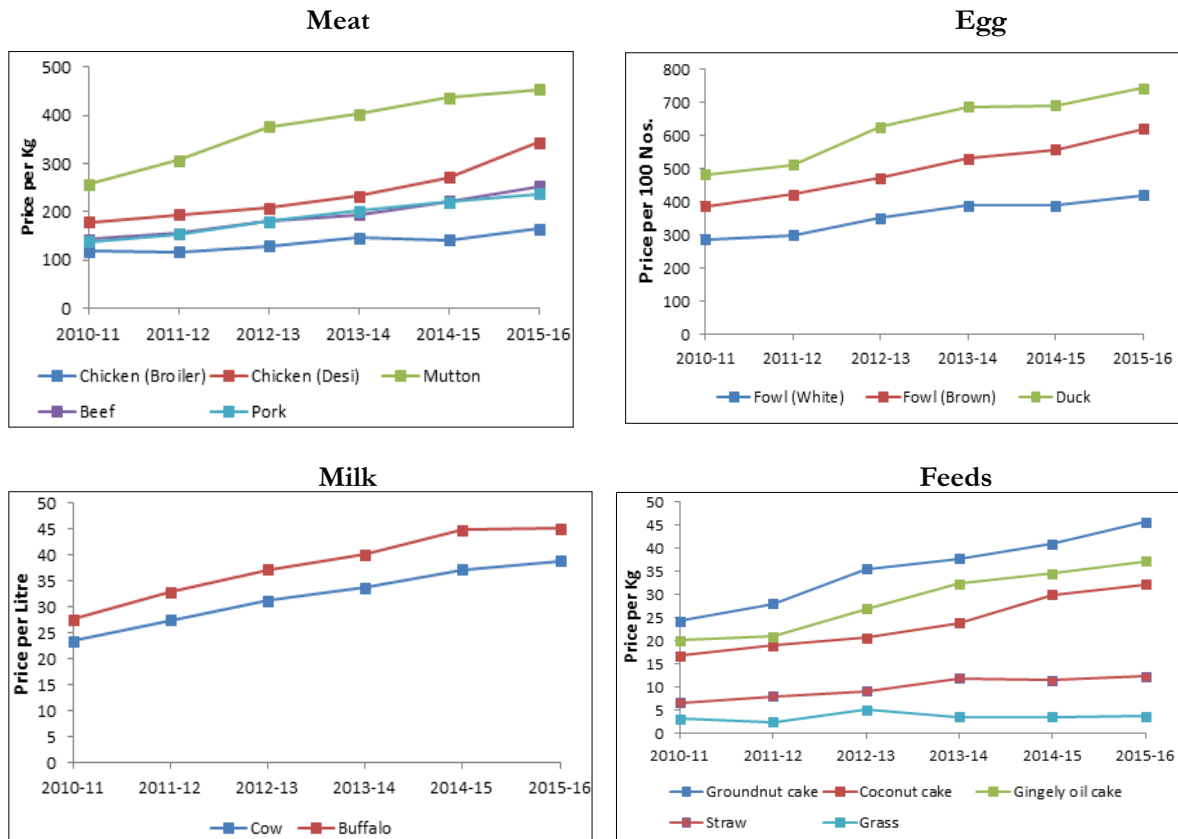 Meat
Price per Kg
500
400
300
200
100
0
2010-11 2011-12 2012-13 2013-14 2014-15 2015-16
Chicken (Broiler) Chicken (Desi) Mutton
Beef Pork
Egg
Price per 100 Nos.
800
700
600
500
400
300
200
100
0
2010-11 2011-12 2012-13 2013-14 2014-15 2015-16
Fowl (White) Fowl (Brown) Duck
Milk
Price per Litre
50
45
40
35
30
25
20
15
10
5
0
2010-11 2011-12 2012-13 2013-14 2014-15 2015-16
Cow Buffalo
Feeds
Price per Kg
50
45
40
35
30
25
20
15
10
5
0
2010-11 2011-12 2012-13 2013-14 2014-15 2015-16
Groundnut cake Coconut cake Gingely oil cake
Straw Grass